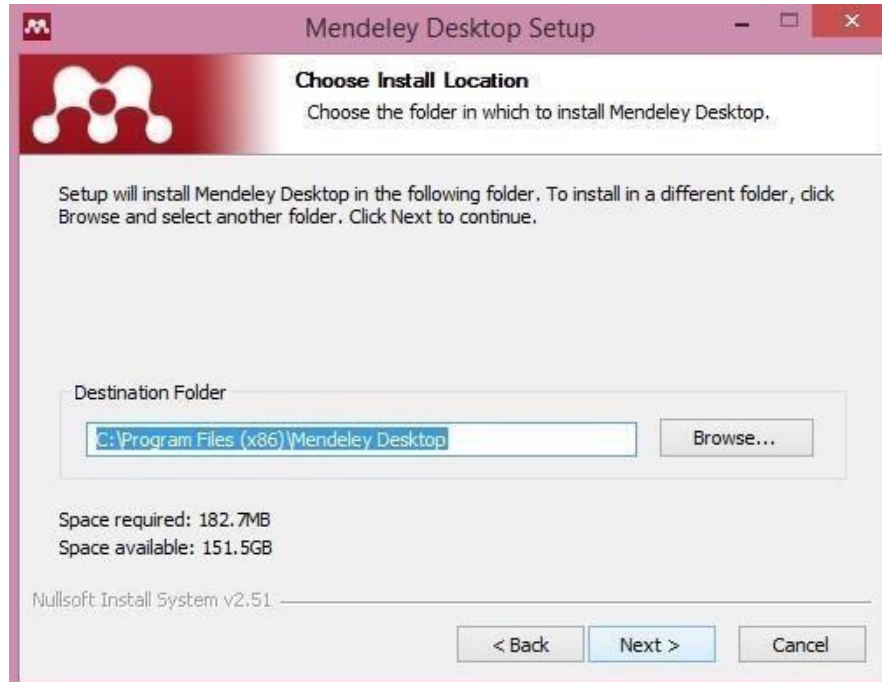 Mendeley Desktop Setup
Choose Install Location
Choose the folder in which to install Mendeley Desktop.
Setup will install Mendeley Desktop in the following folder. To install in a different folder, click
Browse and select another folder. Click Next to continue.
Destination Folder
C:\Program Files (x86)\Mendeley Desktop
Browse...
Space required: 182.7MB
Space available: 151.5GB
Nullsoft Install System v2.51
< Back
Next >
Cancel